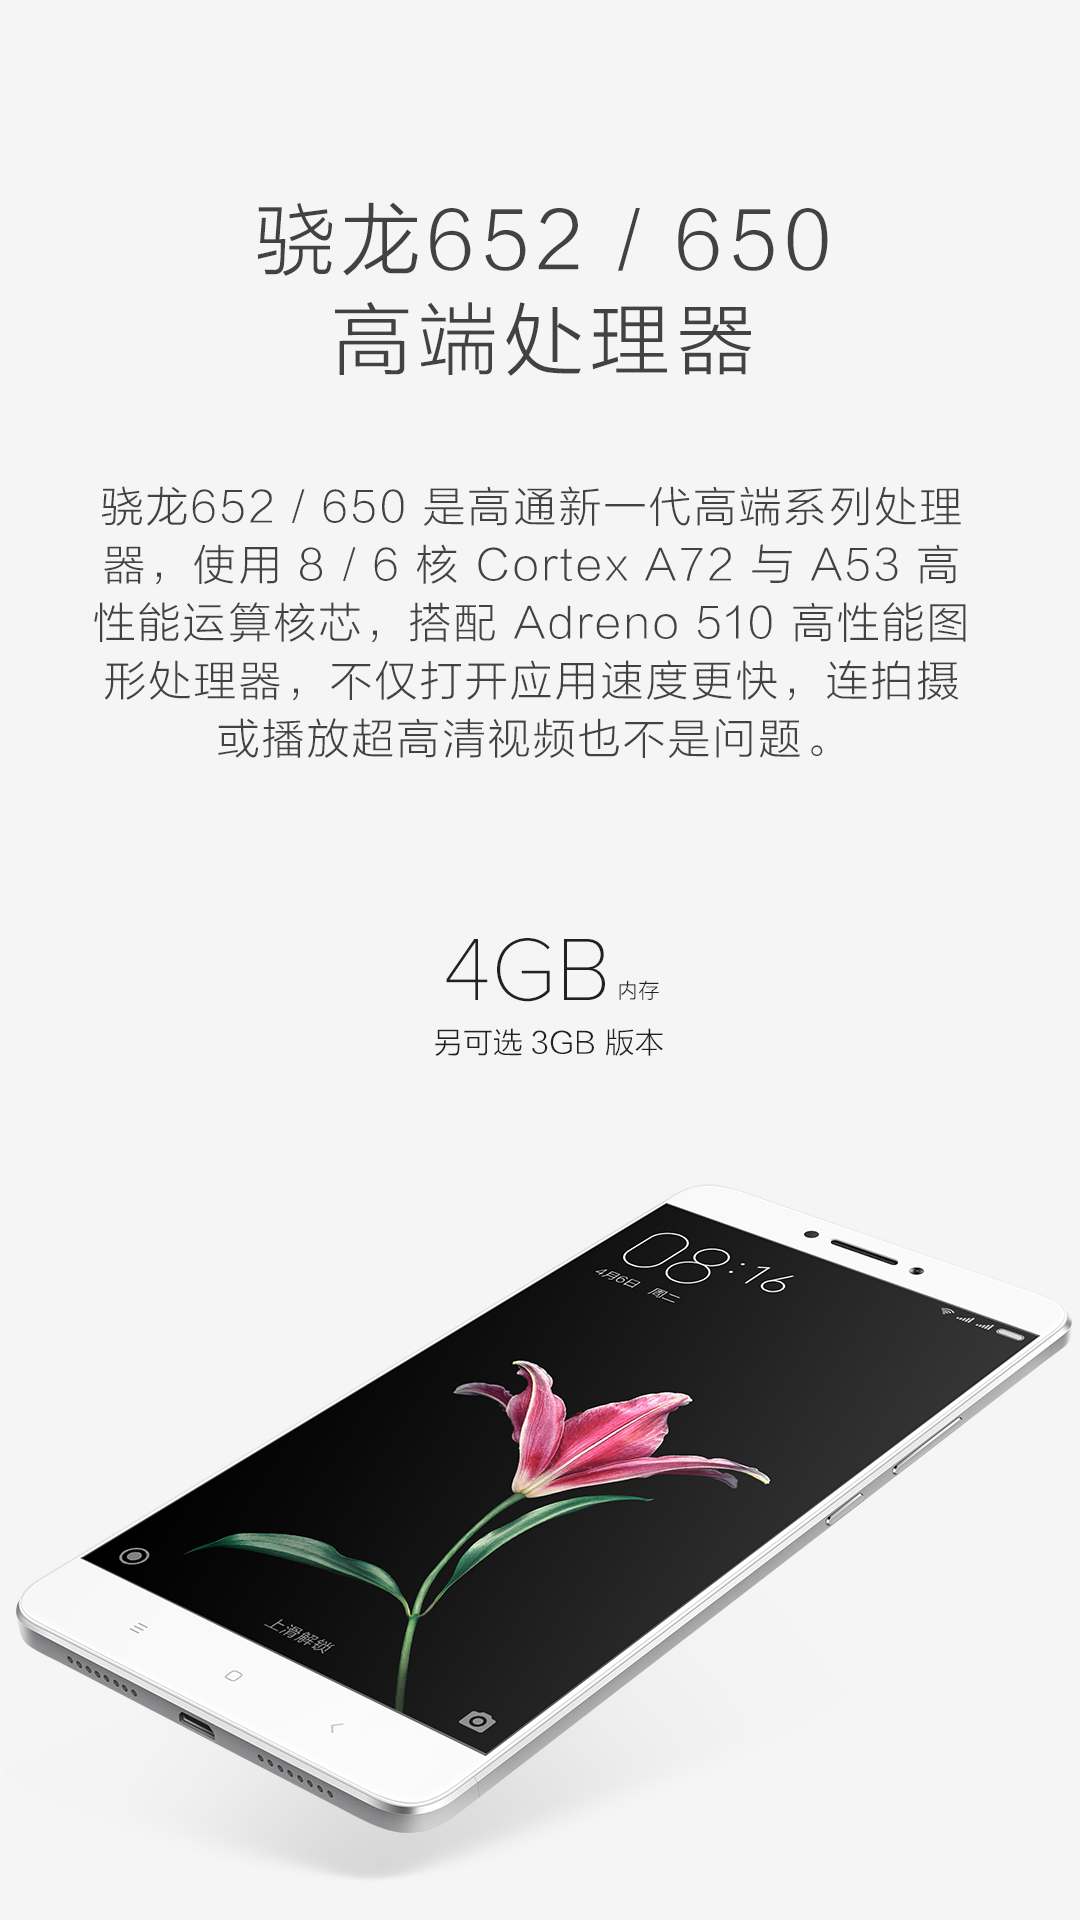 骁龙652 / 650
高端处理器
骁龙652 / 650 是高通新一代高端系列处理
器，使用 8 / 6 核 Cortex A72 与 A53 高
性能运算核芯，搭配 Adreno 510 高性能图
形处理器，不仅打开应用速度更快，连拍摄
或播放超高清视频也不是问题。
4GB 内存
另可选 3GB 版本
08:16
4月6日 周二
上滑解锁